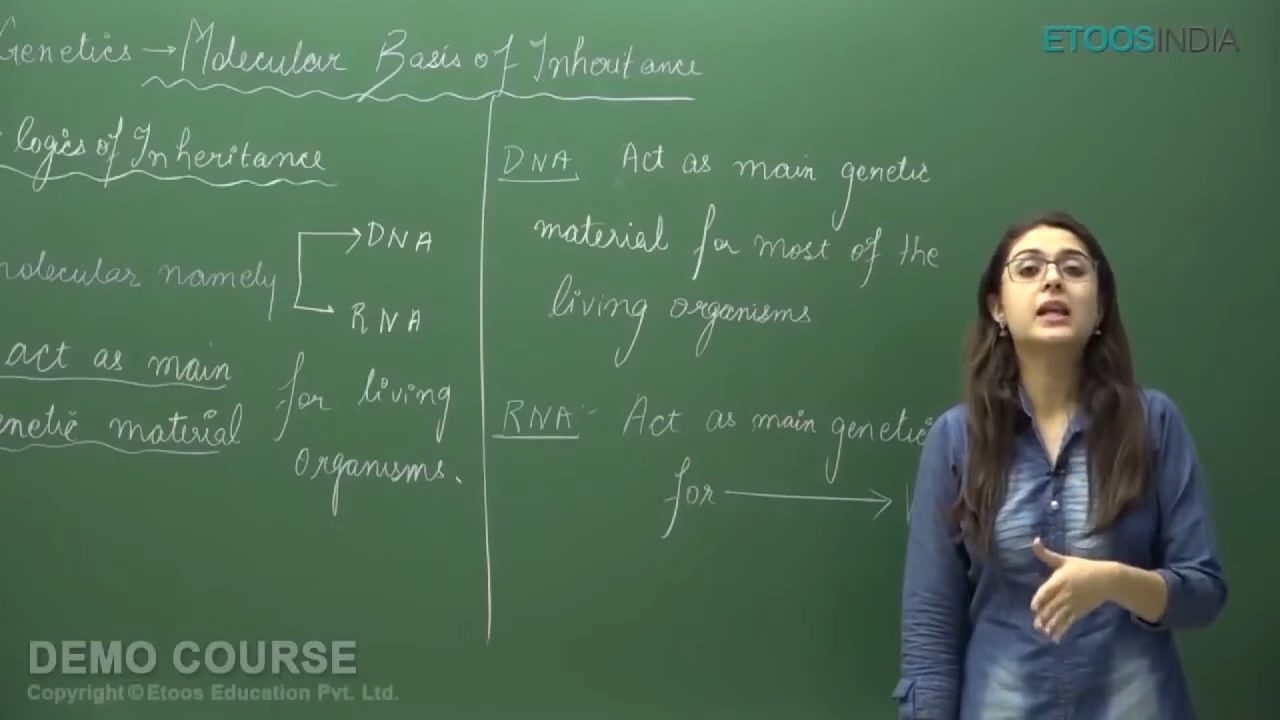 Genetics → Molecular Basis of Inhoutance
ETOOSINDIA
logics of Inheritance
molecular namely
DNA
RNA
act as main
genetic material
for living
organisms.
DNA Act as main genetic
material for most of the
living organisms
RNA:- Act as main genetic
for →
DEMO COURSE
Copyright © Etoos Education Pvt. Ltd.